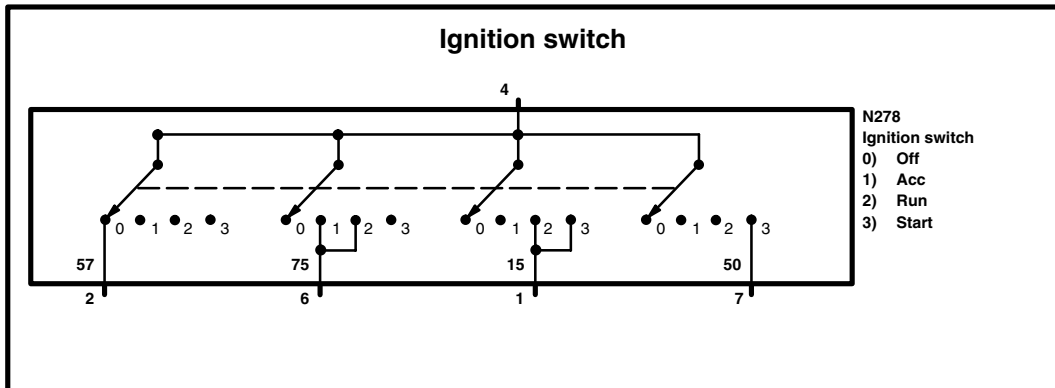 Ignition switch
4
N278
Ignition switch
0) Off
1) Acc
2) Run
3) Start
0 1 2 3 0 1 2 3 0 1 2 3 0 1 2 3
57 75 15 50
2 6 1 7